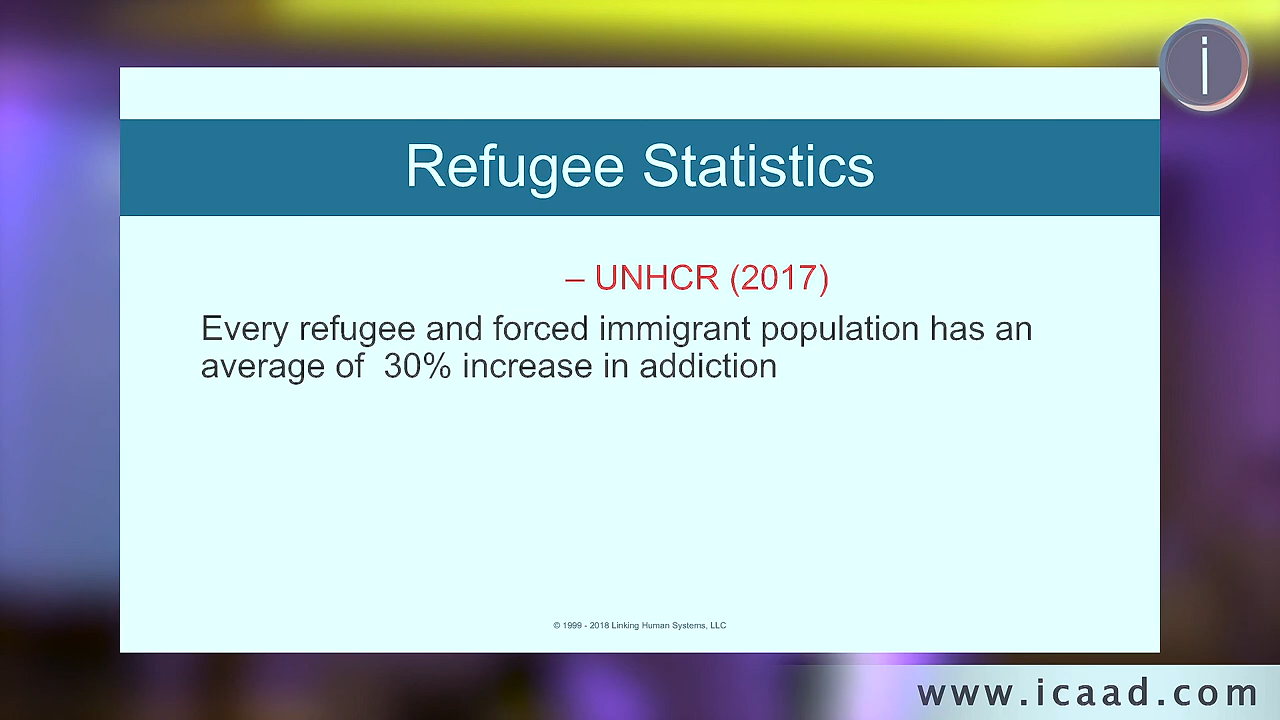 i
Refugee Statistics
– UNHCR (2017)
Every refugee and forced immigrant population has an
average of  30% increase in addiction
© 1999 - 2018 Linking Human Systems, LLC
www.icaad.com